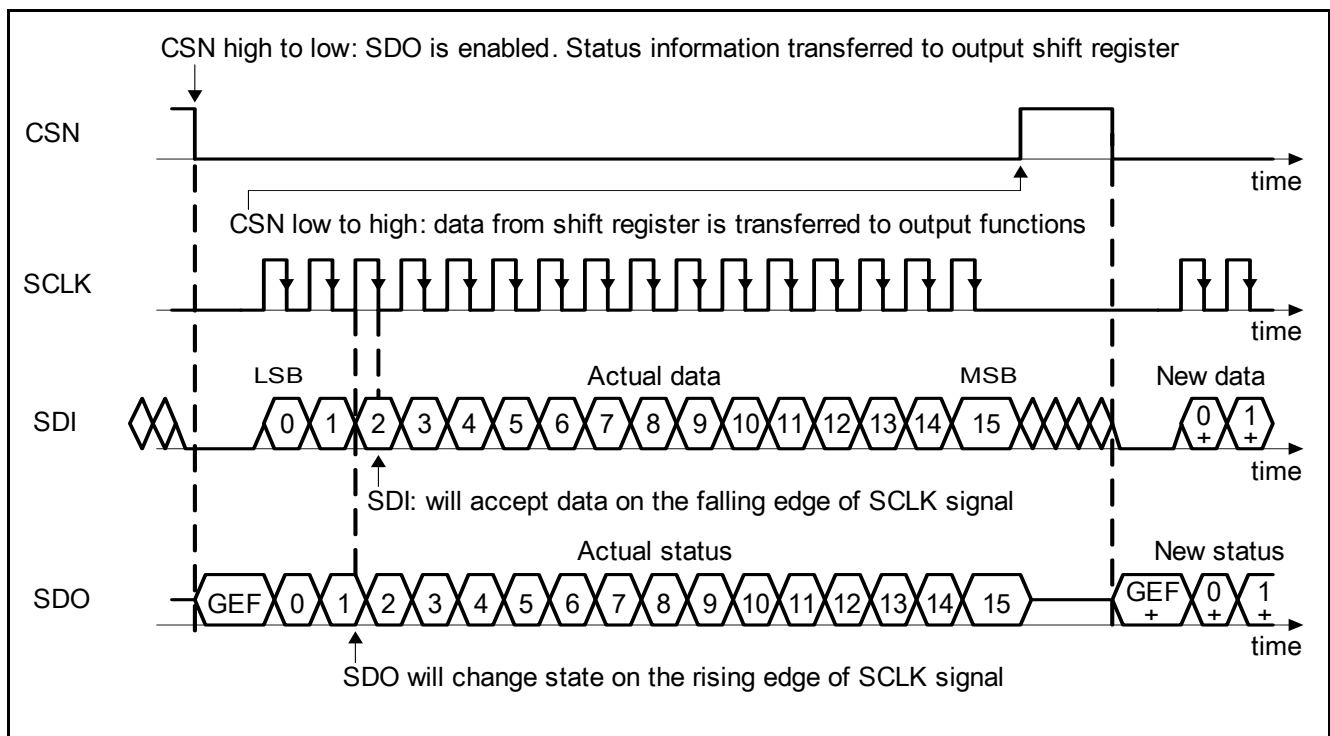 CSN high to low: SDO is enabled. Status information transferred to output shift register
CSN
time
CSN low to high: data from shift register is transferred to output functions
SCLK
time
LSB Actual data MSB New data
SDI 0 1 2 3 4 5 6 7 8 9 10 11 12 13 14 15 0+ 1+
time
SDI: will accept data on the falling edge of SCLK signal
Actual status New status
SDO GEF 0 1 2 3 4 5 6 7 8 9 10 11 12 13 14 15 GEF+ 0+ 1+
time
SDO will change state on the rising edge of SCLK signal